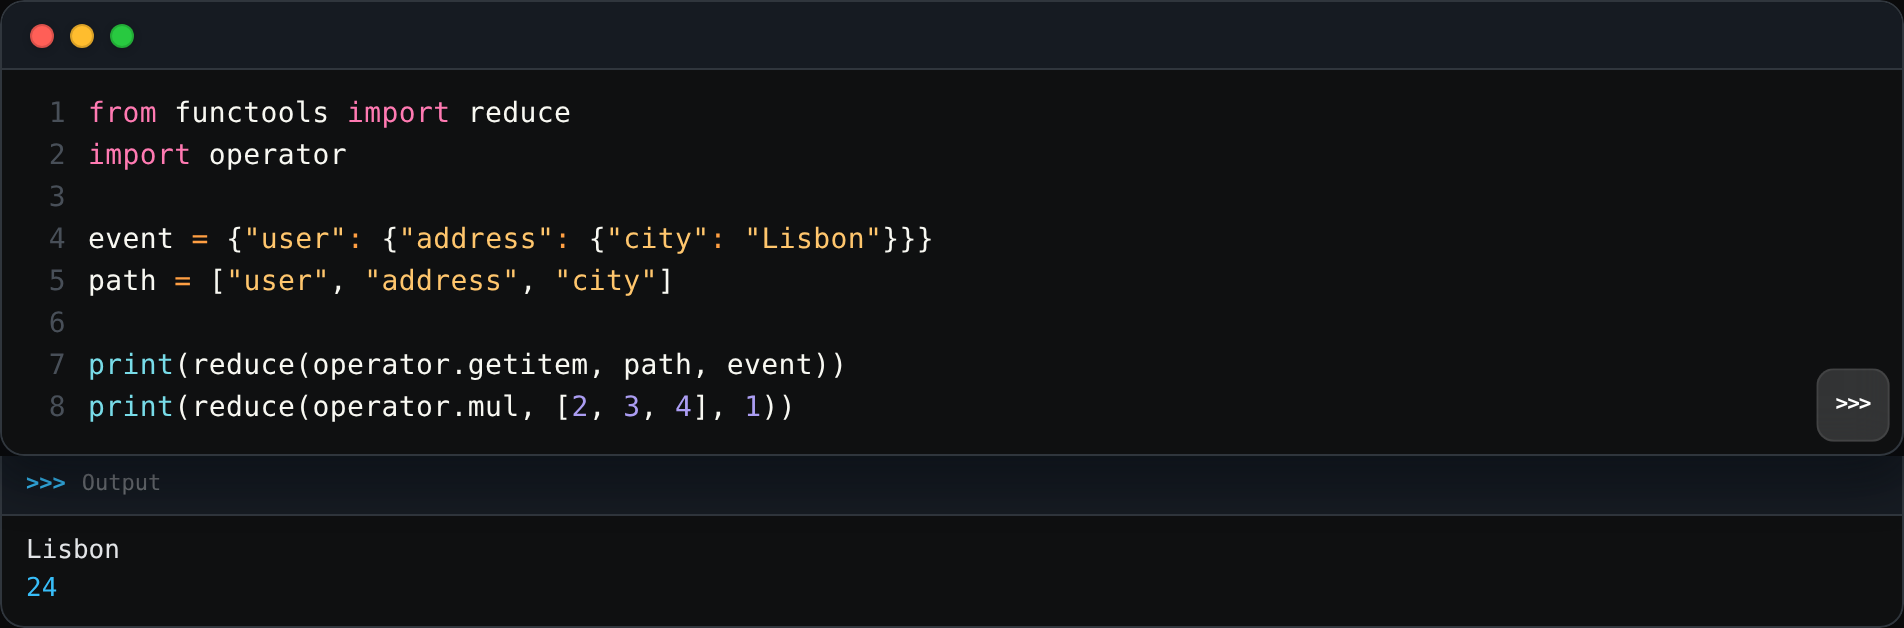 1 from functools import reduce
2 import operator
3
4 event = {"user": {"address": {"city": "Lisbon"}}}
5 path = ["user", "address", "city"]
6
7 print(reduce(operator.getitem, path, event))
8 print(reduce(operator.mul, [2, 3, 4], 1))
>>>
>>> Output
Lisbon
24